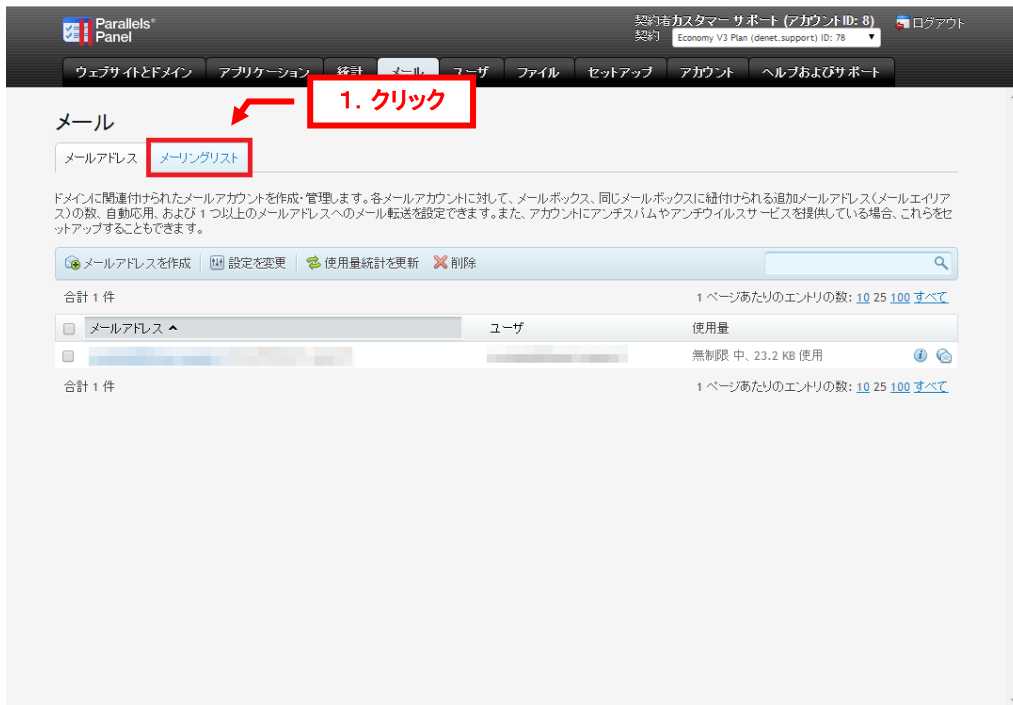 Parallels®
Panel
契約者カスタマー サポート (アカウントID: 8)
ログアウト
契約 Economy V3 Plan (denet.support) ID: 78
ウェブサイトとドメイン アプリケーション 統計 メール ユーザ ファイル セットアップ アカウント ヘルプおよびサポート
1. クリック
メール
メールアドレス メーリングリスト
ドメインに関連付けられたメールアカウントを作成・管理します。各メールアカウントに対して、メールボックス、同じメールボックスに紐付けられる追加メールアドレス(メールエイリア
ス)の数、自動応用、および 1 つ以上のメールアドレスへのメール転送を設定できます。また、アカウントにアンチスパムやアンチウイルスサービスを提供している場合、これらをセ
ットアップすることもできます。
メールアドレスを作成 設定を変更 使用量統計を更新 削除
合計 1 件 1 ページあたりのエントリの数: 10 25 100 すべて
メールアドレス ユーザ 使用量
無制限 中、23.2 KB 使用
合計 1 件 1 ページあたりのエントリの数: 10 25 100 すべて